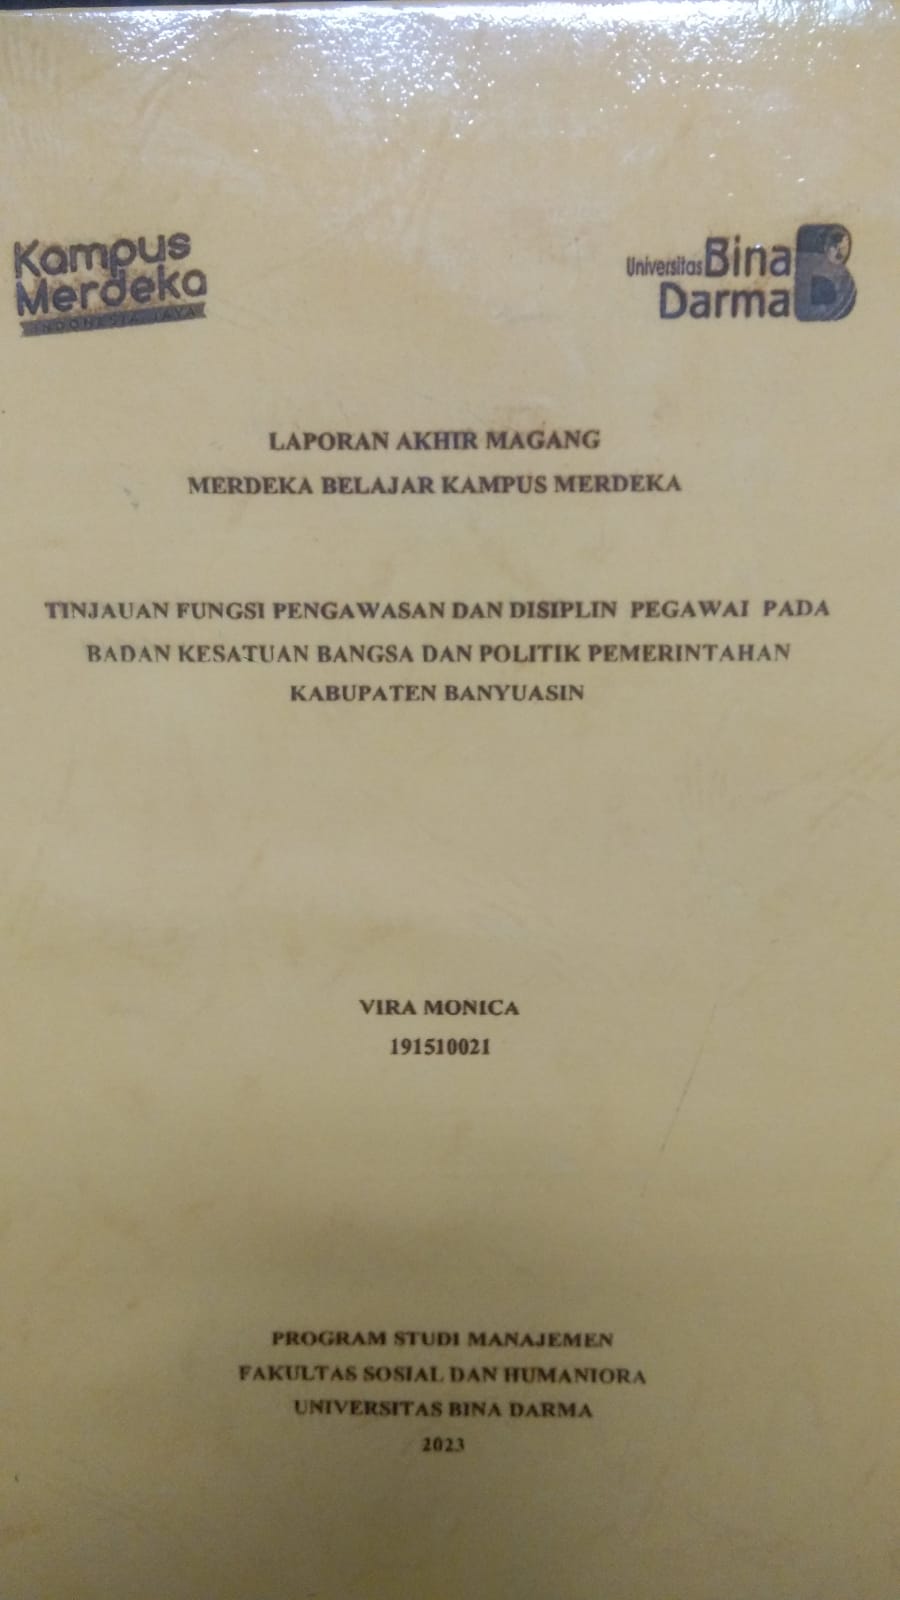 Kampus
Merdeka
INDONESIA JAYA
Universitas Bina
Darma
LAPORAN AKHIR MAGANG
MERDEKA BELAJAR KAMPUS MERDEKA
TINJAUAN FUNGSI PENGAWASAN DAN DISIPLIN PEGAWAI PADA
BADAN KESATUAN BANGSA DAN POLITIK PEMERINTAHAN
KABUPATEN BANYUASIN
VIRA MONICA
191510021
PROGRAM STUDI MANAJEMEN
FAKULTAS SOSIAL DAN HUMANIORA
UNIVERSITAS BINA DARMA
2023